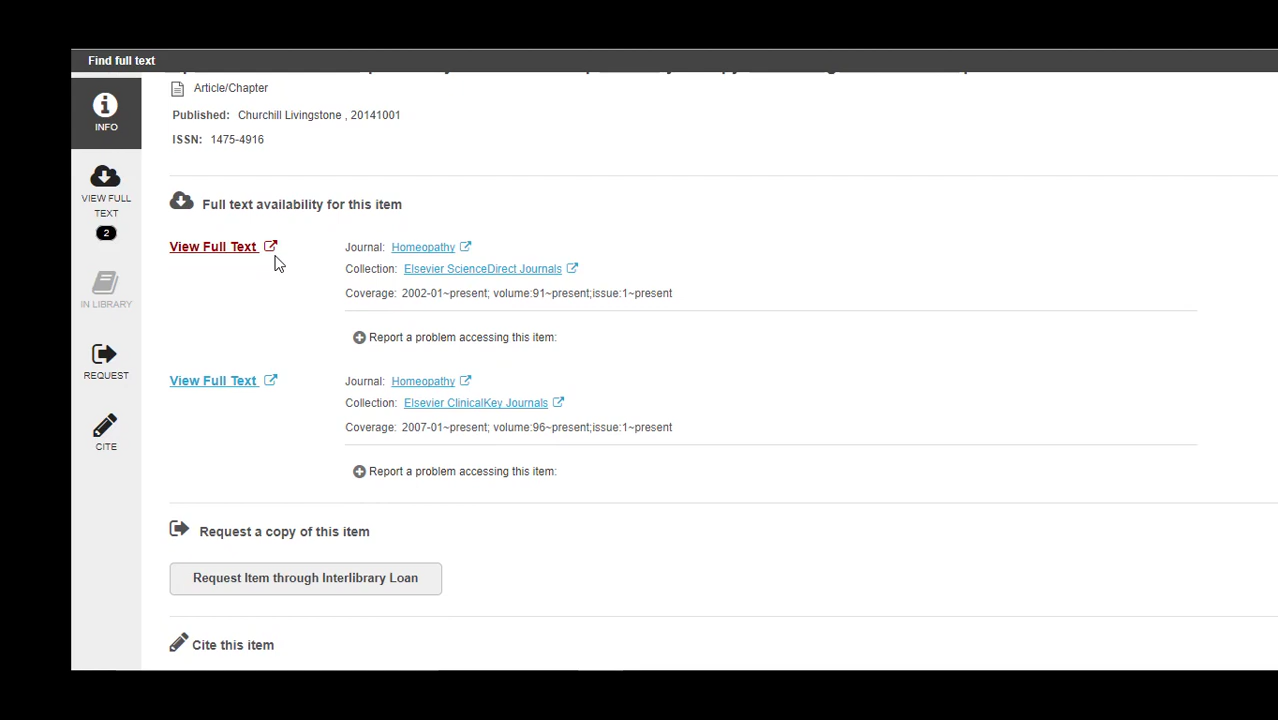 Find full text
Article/Chapter
Published: Churchill Livingstone , 20141001
ISSN: 1475-4916
INFO
VIEW FULL
TEXT
2
IN LIBRARY
REQUEST
CITE
Full text availability for this item
View Full Text
Journal: Homeopathy
Collection: Elsevier ScienceDirect Journals
Coverage: 2002-01~present; volume:91~present;issue:1~present
Report a problem accessing this item:
View Full Text
Journal: Homeopathy
Collection: Elsevier ClinicalKey Journals
Coverage: 2007-01~present; volume:96~present;issue:1~present
Report a problem accessing this item:
Request a copy of this item
Request Item through Interlibrary Loan
Cite this item